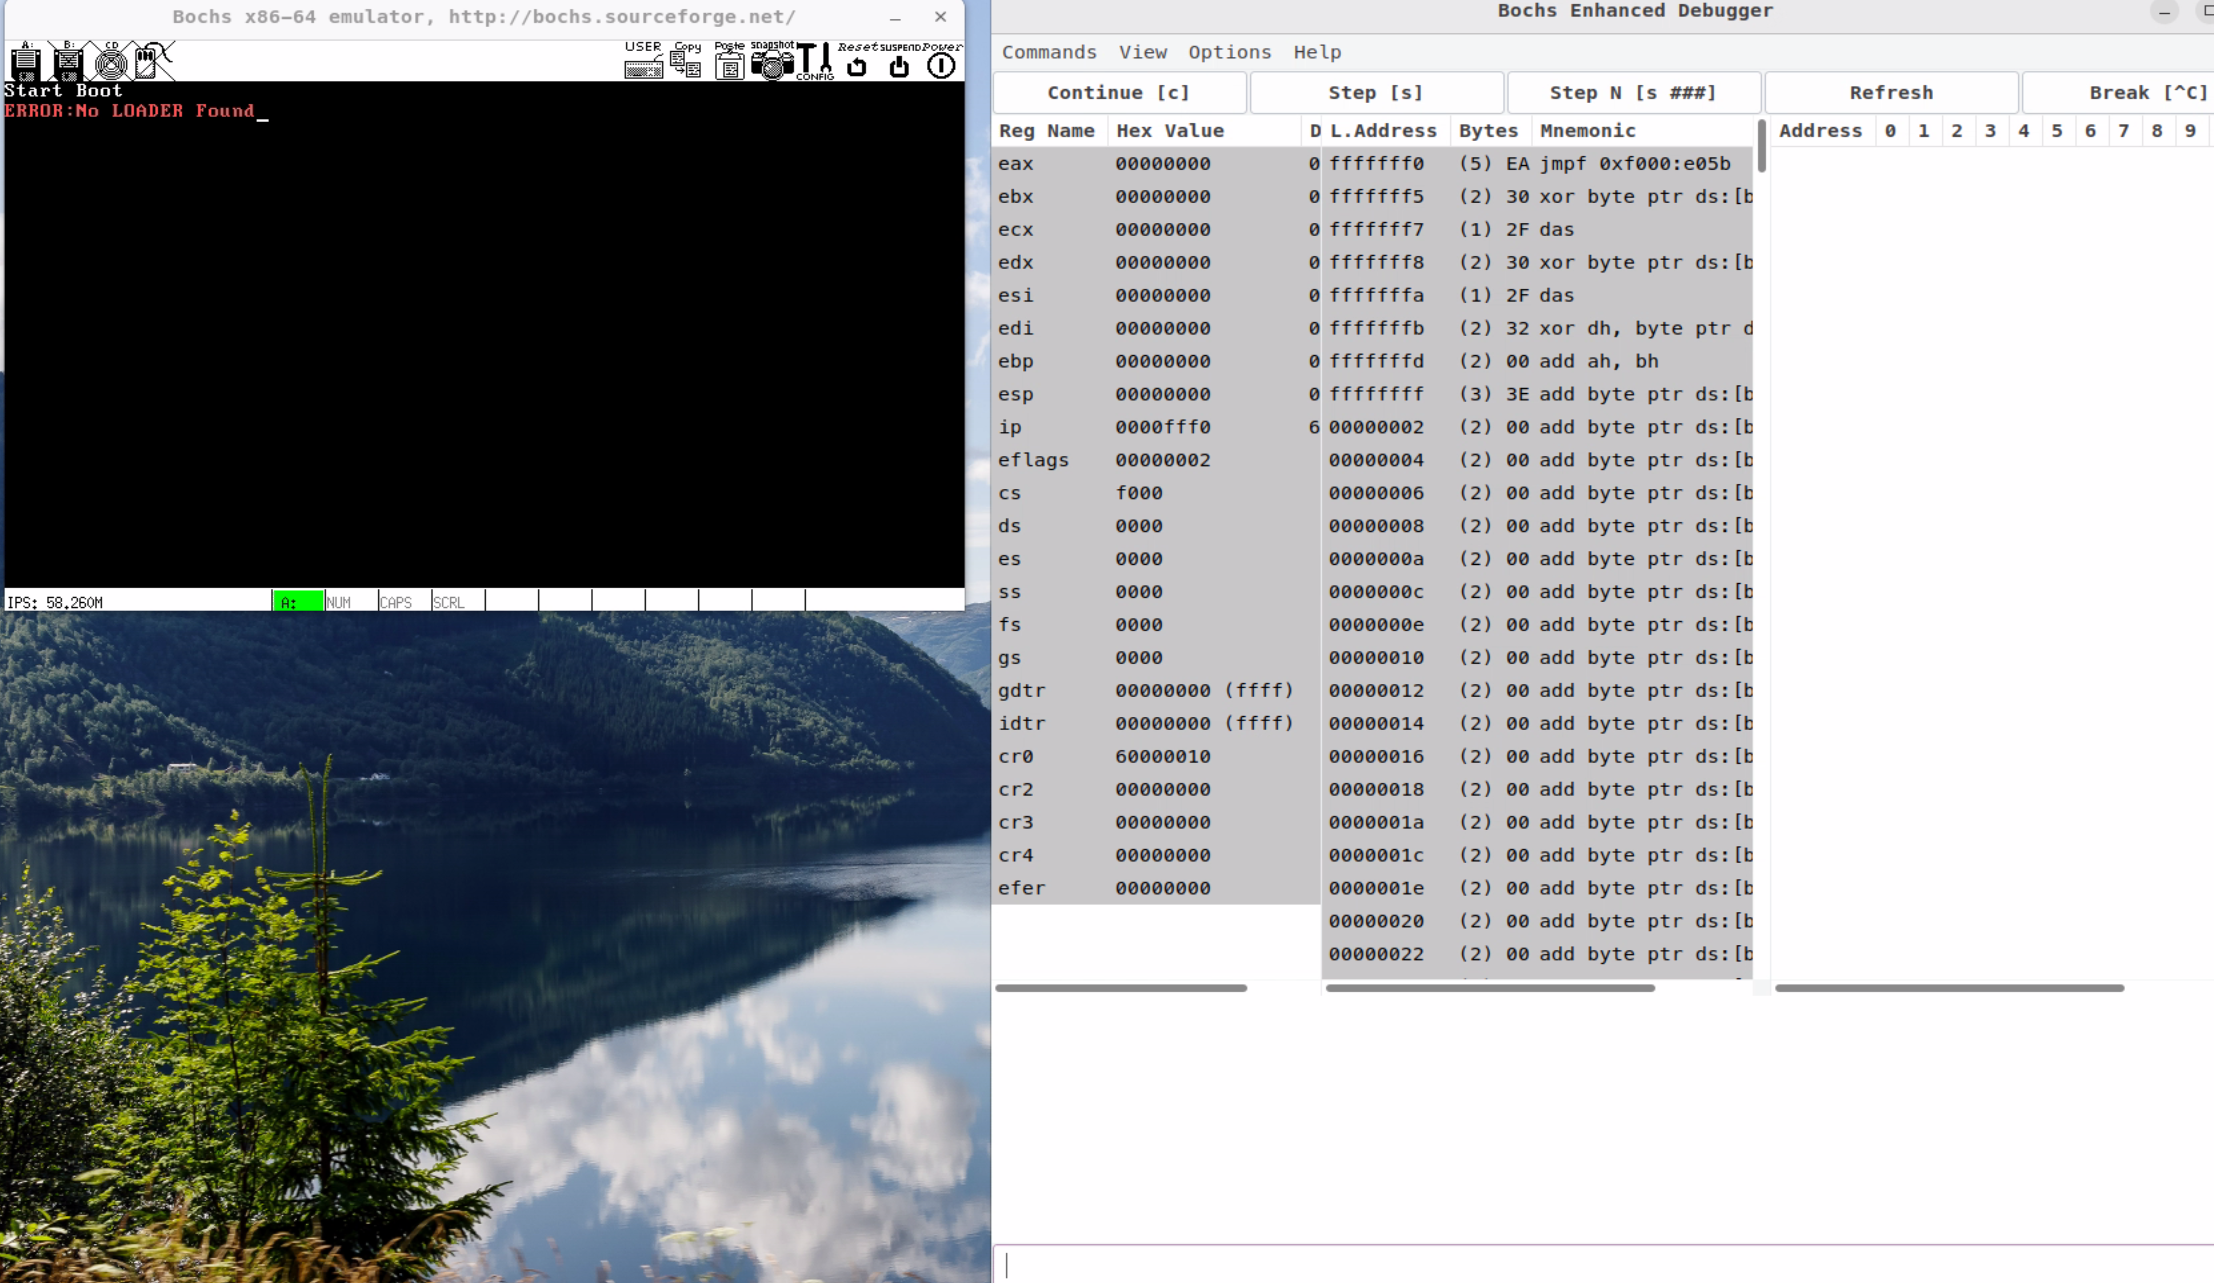 Bochs x86-64 emulator, http://bochs.sourceforge.net/
A: B: CD USER Copy Paste snapshot CONFIG Reset SUSPEND Power
Start Boot
ERROR:No LOADER Found_
IPS: 58.260M A: NUM CAPS SCRL
Bochs Enhanced Debugger
Commands View Options Help
Continue [c] Step [s] Step N [s ###] Refresh Break [^C]
Reg Name Hex Value D L.Address Bytes Mnemonic Address 0 1 2 3 4 5 6 7 8 9
eax 00000000 0 fffffff0 (5) EA jmpf 0xf000:e05b
ebx 00000000 0 fffffff5 (2) 30 xor byte ptr ds:[b
ecx 00000000 0 fffffff7 (1) 2F das
edx 00000000 0 fffffff8 (2) 30 xor byte ptr ds:[b
esi 00000000 0 fffffffa (1) 2F das
edi 00000000 0 fffffffb (2) 32 xor dh, byte ptr d
ebp 00000000 0 fffffffd (2) 00 add ah, bh
esp 00000000 0 ffffffff (3) 3E add byte ptr ds:[b
ip 0000fff0 6 00000002 (2) 00 add byte ptr ds:[b
eflags 00000002 00000004 (2) 00 add byte ptr ds:[b
cs f000 00000006 (2) 00 add byte ptr ds:[b
ds 0000 00000008 (2) 00 add byte ptr ds:[b
es 0000 0000000a (2) 00 add byte ptr ds:[b
ss 0000 0000000c (2) 00 add byte ptr ds:[b
fs 0000 0000000e (2) 00 add byte ptr ds:[b
gs 0000 00000010 (2) 00 add byte ptr ds:[b
gdtr 00000000 (ffff) 00000012 (2) 00 add byte ptr ds:[b
idtr 00000000 (ffff) 00000014 (2) 00 add byte ptr ds:[b
cr0 60000010 00000016 (2) 00 add byte ptr ds:[b
cr2 00000000 00000018 (2) 00 add byte ptr ds:[b
cr3 00000000 0000001a (2) 00 add byte ptr ds:[b
cr4 00000000 0000001c (2) 00 add byte ptr ds:[b
efer 00000000 0000001e (2) 00 add byte ptr ds:[b
00000020 (2) 00 add byte ptr ds:[b
00000022 (2) 00 add byte ptr ds:[b